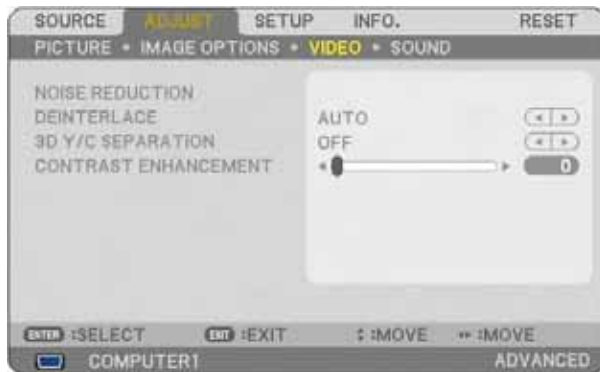 SOURCE ADJUST SETUP INFO. RESET
PICTURE • IMAGE OPTIONS • VIDEO • SOUND
NOISE REDUCTION
DEINTERLACE AUTO
3D Y/C SEPARATION OFF
CONTRAST ENHANCEMENT 0
ENTER :SELECT EXIT :EXIT :MOVE :MOVE
COMPUTER1 ADVANCED